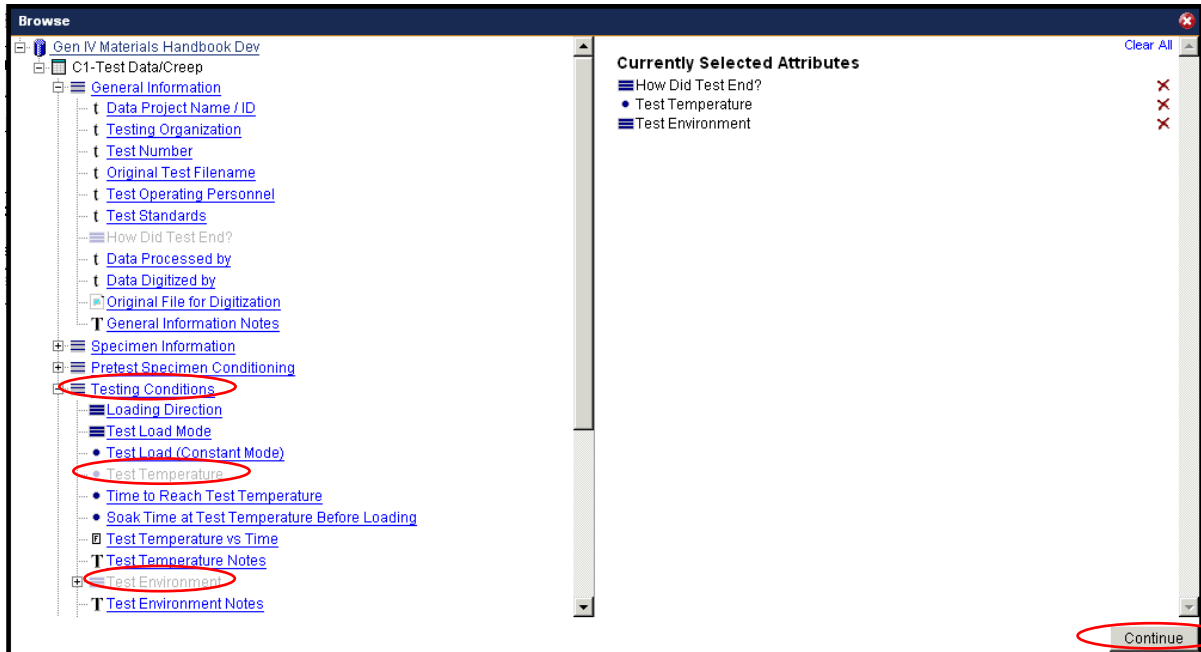 Browse
Gen IV Materials Handbook Dev
C1-Test Data/Creep
General Information
t Data Project Name / ID
t Testing Organization
t Test Number
t Original Test Filename
t Test Operating Personnel
t Test Standards
How Did Test End?
t Data Processed by
t Data Digitized by
Original File for Digitization
T General Information Notes
Specimen Information
Pretest Specimen Conditioning
Testing Conditions
Loading Direction
Test Load Mode
Test Load (Constant Mode)
Test Temperature
Time to Reach Test Temperature
Soak Time at Test Temperature Before Loading
F Test Temperature vs Time
T Test Temperature Notes
Test Environment
T Test Environment Notes
Clear All
Currently Selected Attributes
How Did Test End?
Test Temperature
Test Environment
Continue